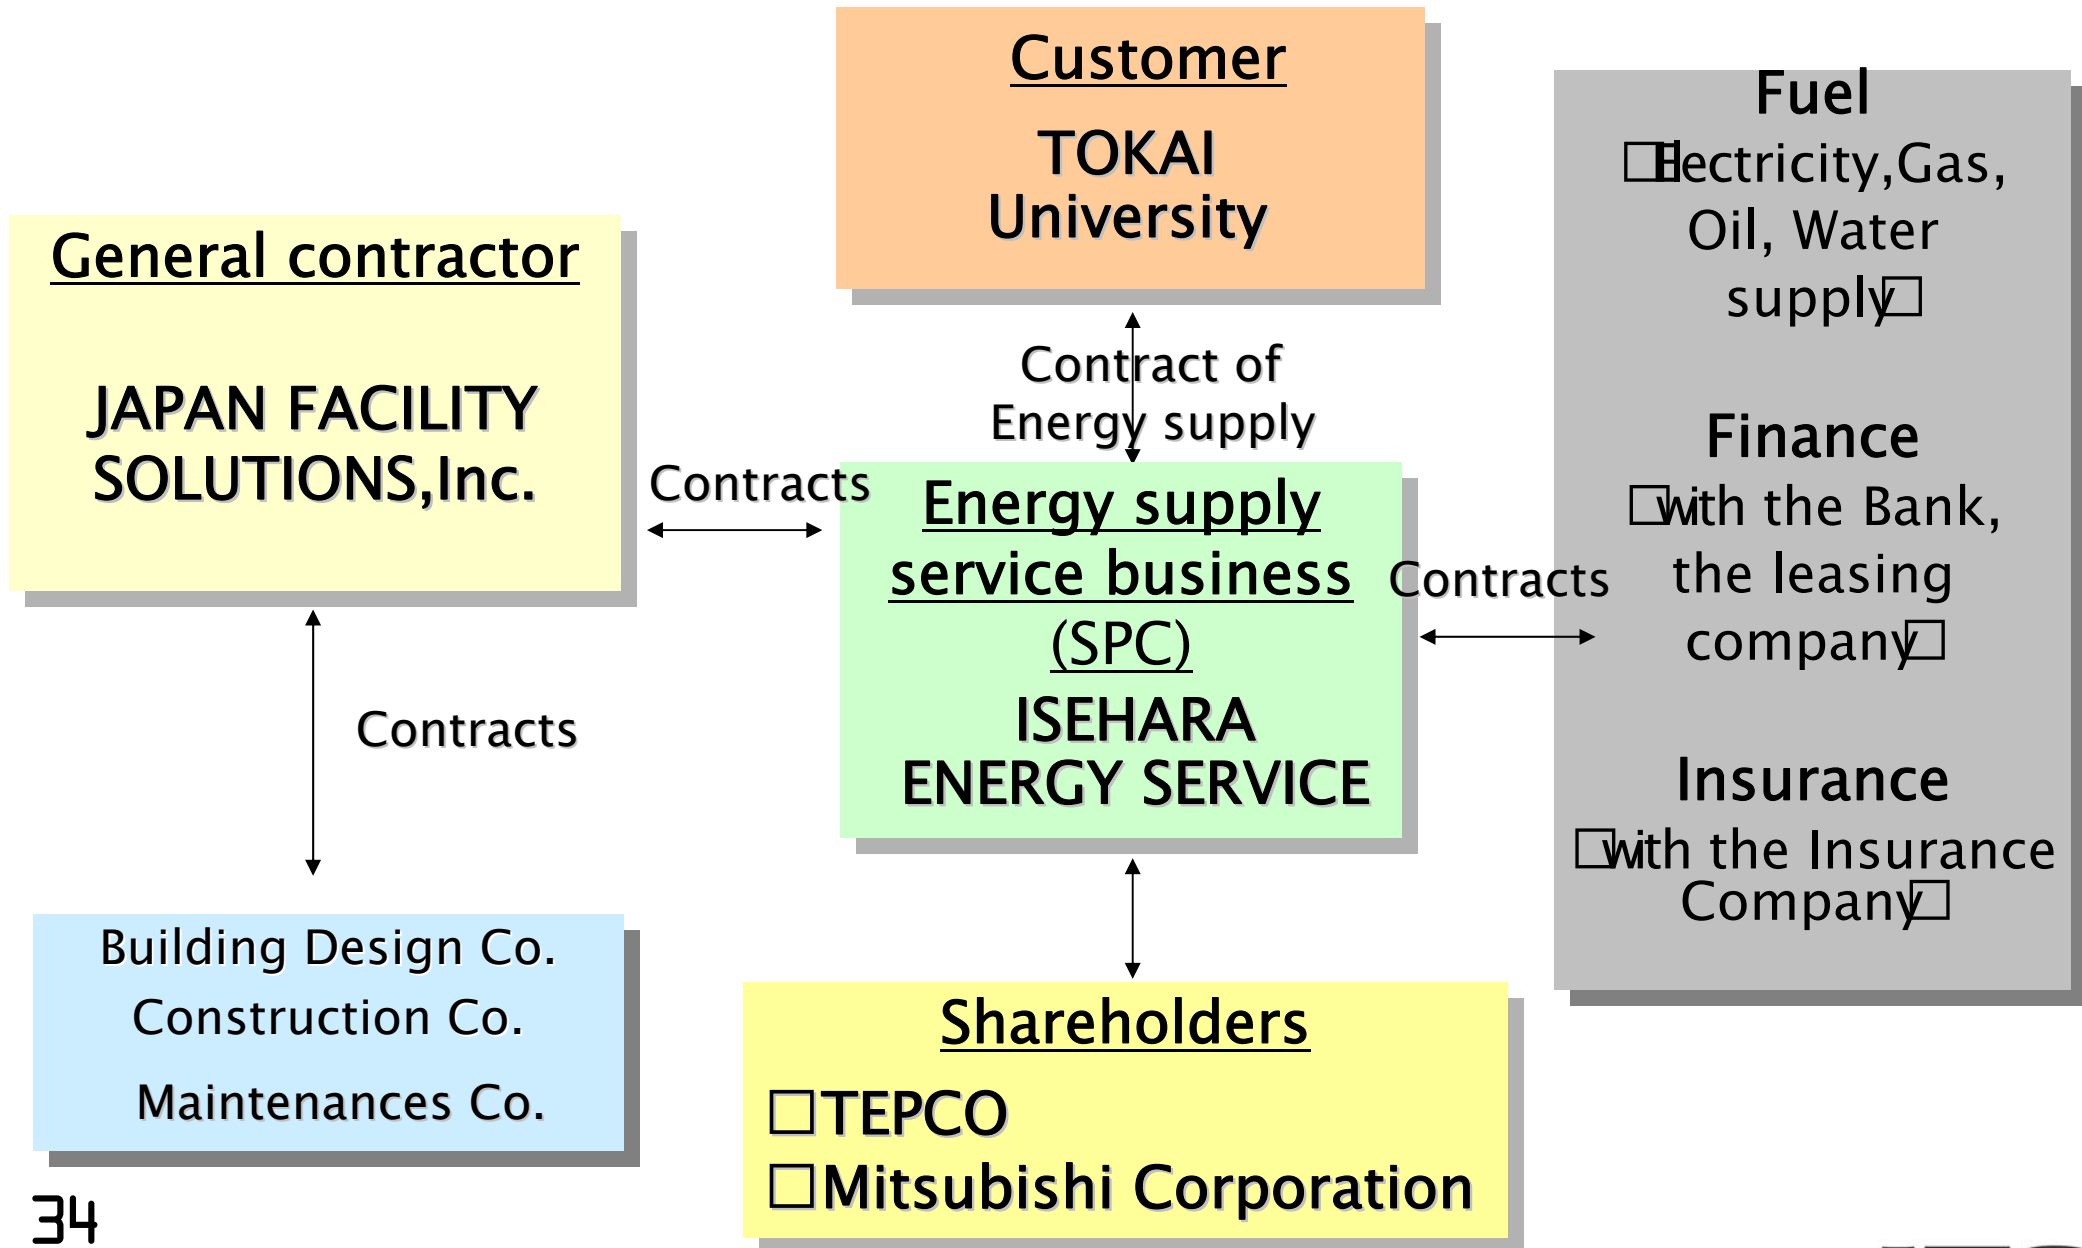 Customer
TOKAI
University
Fuel
□Electricity,Gas,
Oil, Water
supply□
Finance
□with the Bank,
the leasing
company□
Insurance
□with the Insurance
Company□
General contractor
JAPAN FACILITY
SOLUTIONS,Inc.
Contract of
Energy supply
Contracts
Energy supply
service business
(SPC)
ISEHARA
ENERGY SERVICE
Contracts
Contracts
Building Design Co.
Construction Co.
Maintenances Co.
Shareholders
□TEPCO
□Mitsubishi Corporation
34